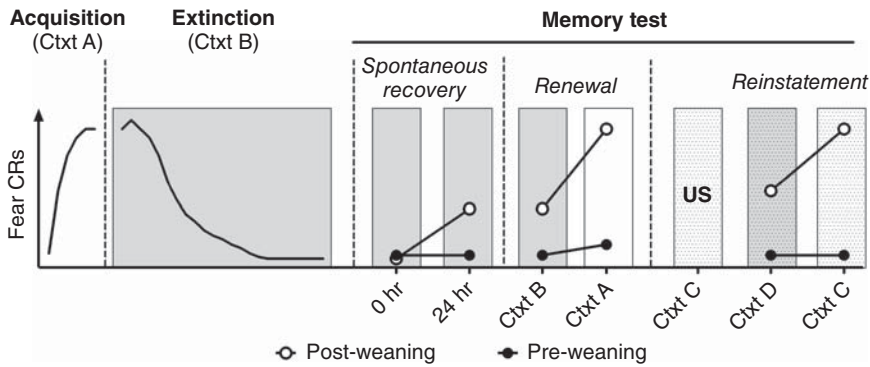 Acquisition
(Ctxt A)
Extinction
(Ctxt B)
Memory test
Spontaneous
recovery
Renewal
Reinstatement
Fear CRs
US
0 hr
24 hr
Ctxt B
Ctxt A
Ctxt C
Ctxt D
Ctxt C
Post-weaning
Pre-weaning